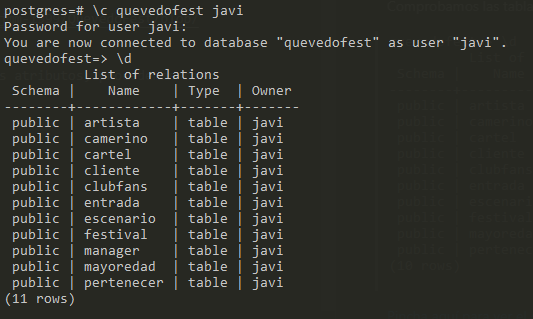 postgres=# \c quevedofest javi
Password for user javi:
You are now connected to database "quevedofest" as user "javi".
quevedofest=> \d
          List of relations
 Schema |    Name    | Type  | Owner
--------+------------+-------+-------
 public | artista    | table | javi
 public | camerino   | table | javi
 public | cartel     | table | javi
 public | cliente    | table | javi
 public | clubfans   | table | javi
 public | entrada    | table | javi
 public | escenario  | table | javi
 public | festival   | table | javi
 public | manager    | table | javi
 public | mayoredad  | table | javi
 public | pertenecer | table | javi
(11 rows)